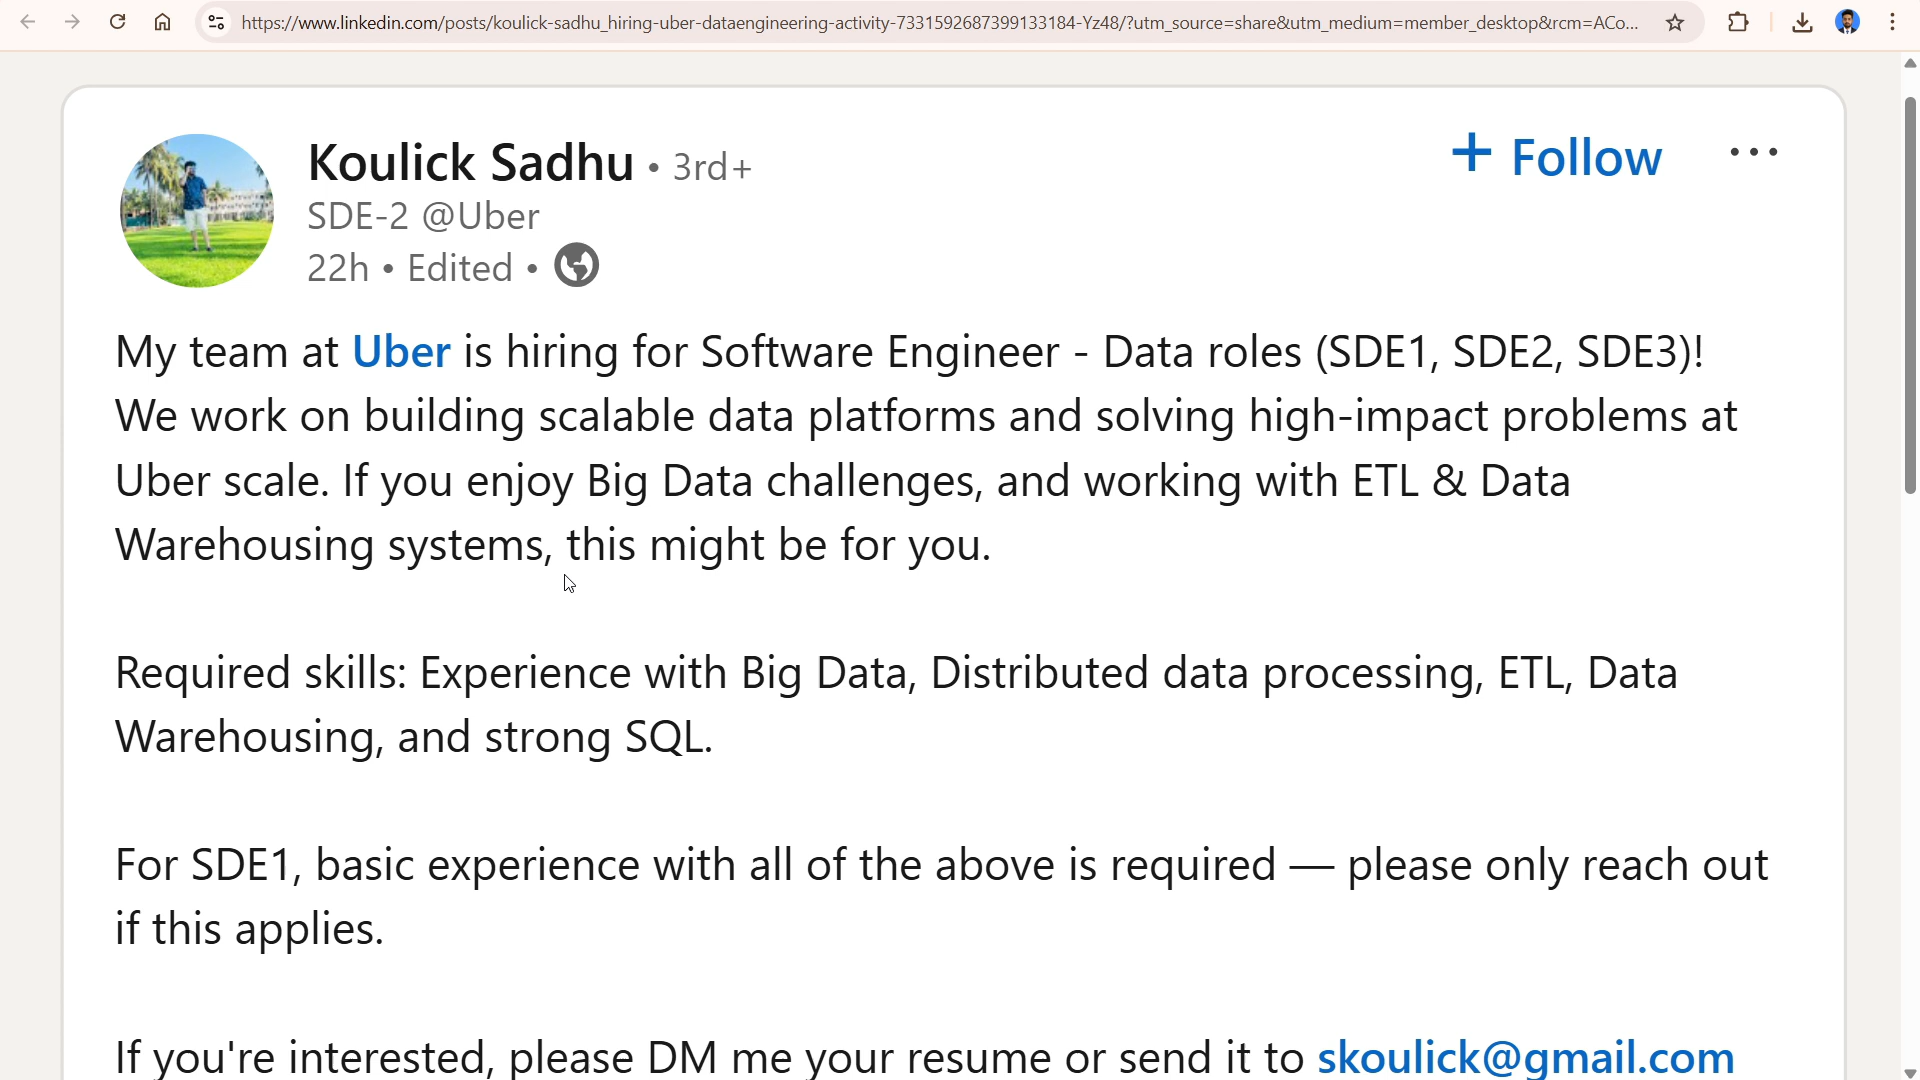 https://www.linkedin.com/posts/koulick-sadhu_hiring-uber-dataengineering-activity-7331592687399133184-Yz48/?utm_source=share&utm_medium=member_desktop&rcm=ACo...
Koulick Sadhu • 3rd+
+ Follow ...
SDE-2 @Uber
22h • Edited •
My team at Uber is hiring for Software Engineer - Data roles (SDE1, SDE2, SDE3)!
We work on building scalable data platforms and solving high-impact problems at
Uber scale. If you enjoy Big Data challenges, and working with ETL & Data
Warehousing systems, this might be for you.
Required skills: Experience with Big Data, Distributed data processing, ETL, Data
Warehousing, and strong SQL.
For SDE1, basic experience with all of the above is required — please only reach out
if this applies.
If you're interested, please DM me your resume or send it to skoulick@gmail.com